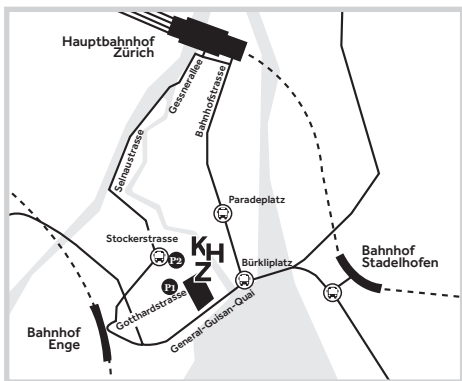 Hauptbahnhof
Zürich
Gessnerallee
Bahnhofstrasse
Selnaustrasse
Paradeplatz
Stockerstrasse
KH
Z
P2
Bürkliplatz
Bahnhof
Stadelhofen
P1
Gotthardstrasse
General-Guisan-Quai
Bahnhof
Enge